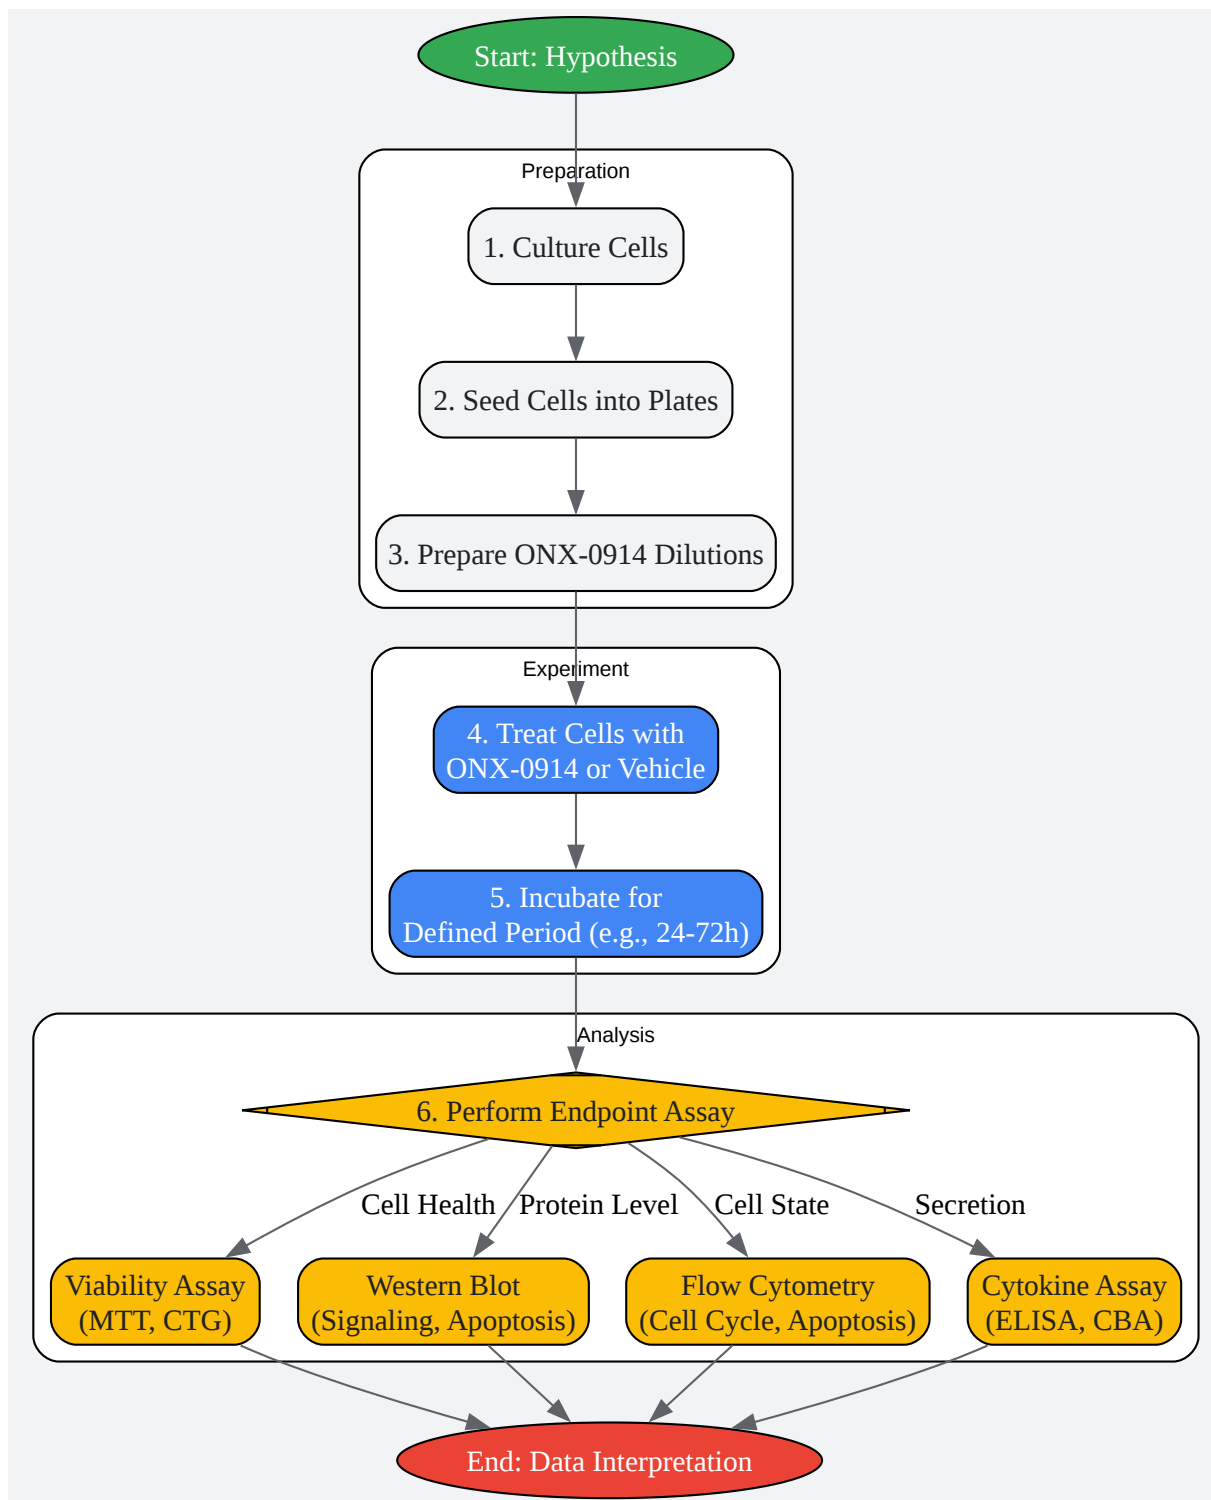 Start: Hypothesis
Preparation
1. Culture Cells
2. Seed Cells into Plates
3. Prepare ONX-0914 Dilutions
Experiment
4. Treat Cells with
ONX-0914 or Vehicle
5. Incubate for
Defined Period (e.g., 24-72h)
Analysis
6. Perform Endpoint Assay
Cell Health
Protein Level
Cell State
Secretion
Viability Assay
(MTT, CTG)
Western Blot
(Signaling, Apoptosis)
Flow Cytometry
(Cell Cycle, Apoptosis)
Cytokine Assay
(ELISA, CBA)
End: Data Interpretation